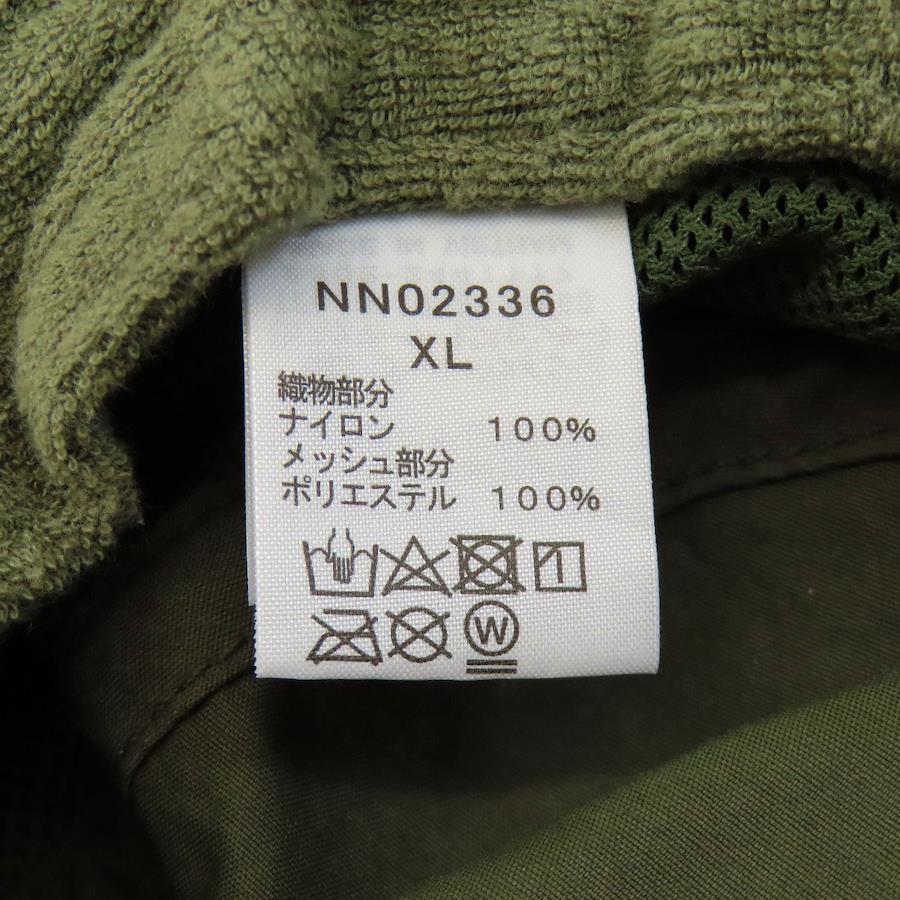 NN02336
XL
織物部分
ナイロン 100%
メッシュ部分
ポリエステル 100%
W